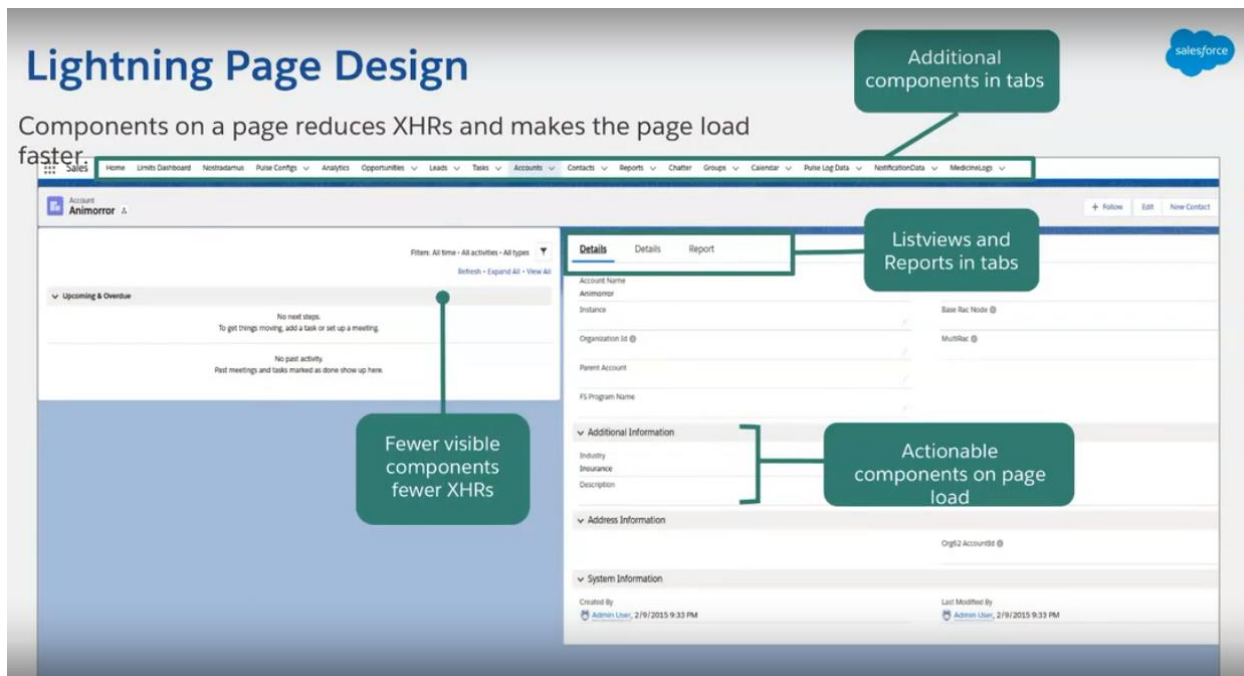 Lightning Page Design
salesforce
Additional
components in tabs
Components on a page reduces XHRs and makes the page load
faster.
Sales Home Limits Dashboard Nostradamus Pulse Configs Analytics Opportunities Leads Tasks Accounts Contacts Reports Chatter Groups Calendar Pulse Log Data NotificationData MedicineLogs
Account
Animorror
+ Follow Edit New Contact
Filters: All time • All activities • All types
Refresh • Expand All • View All
Upcoming & Overdue
No next steps.
To get things moving, add a task or set up a meeting.
No past activity.
Past meetings and tasks marked as done show up here.
Fewer visible
components
fewer XHRs
Details Details Report
Listviews and
Reports in tabs
Account Name
Animorror
Instance Base Rac Node
Organization Id MultiRac
Parent Account
FS Program Name
Additional Information
Industry
Insurance
Description
Actionable
components on page
load
Address Information
Org62 AccountId
System Information
Created By Last Modified By
Admin User, 2/9/2015 9:33 PM Admin User, 2/9/2015 9:33 PM